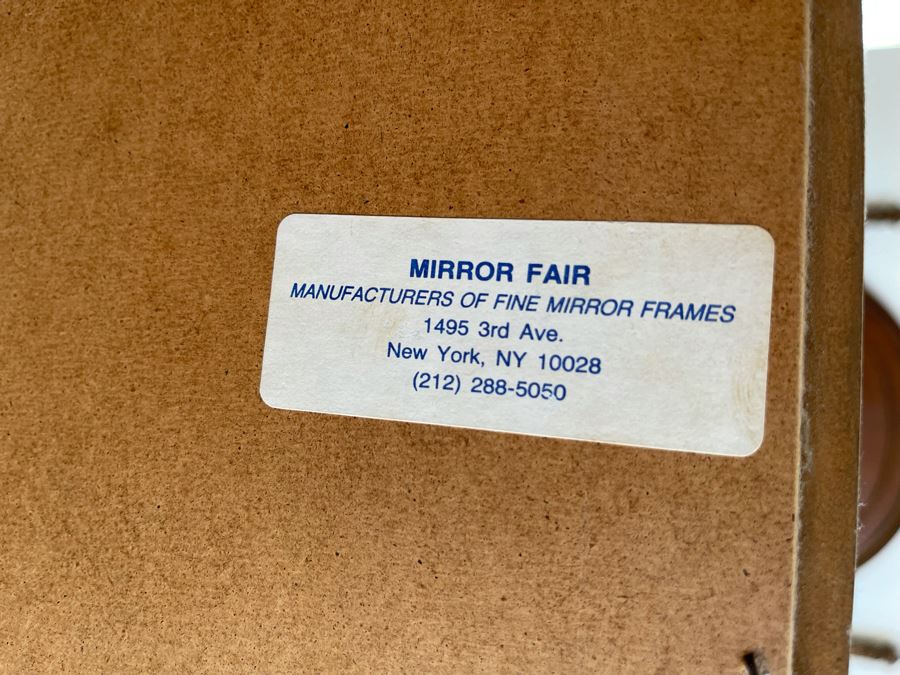 MIRROR FAIR
MANUFACTURERS OF FINE MIRROR FRAMES
1495 3rd Ave.
New York, NY 10028
(212) 288-5050